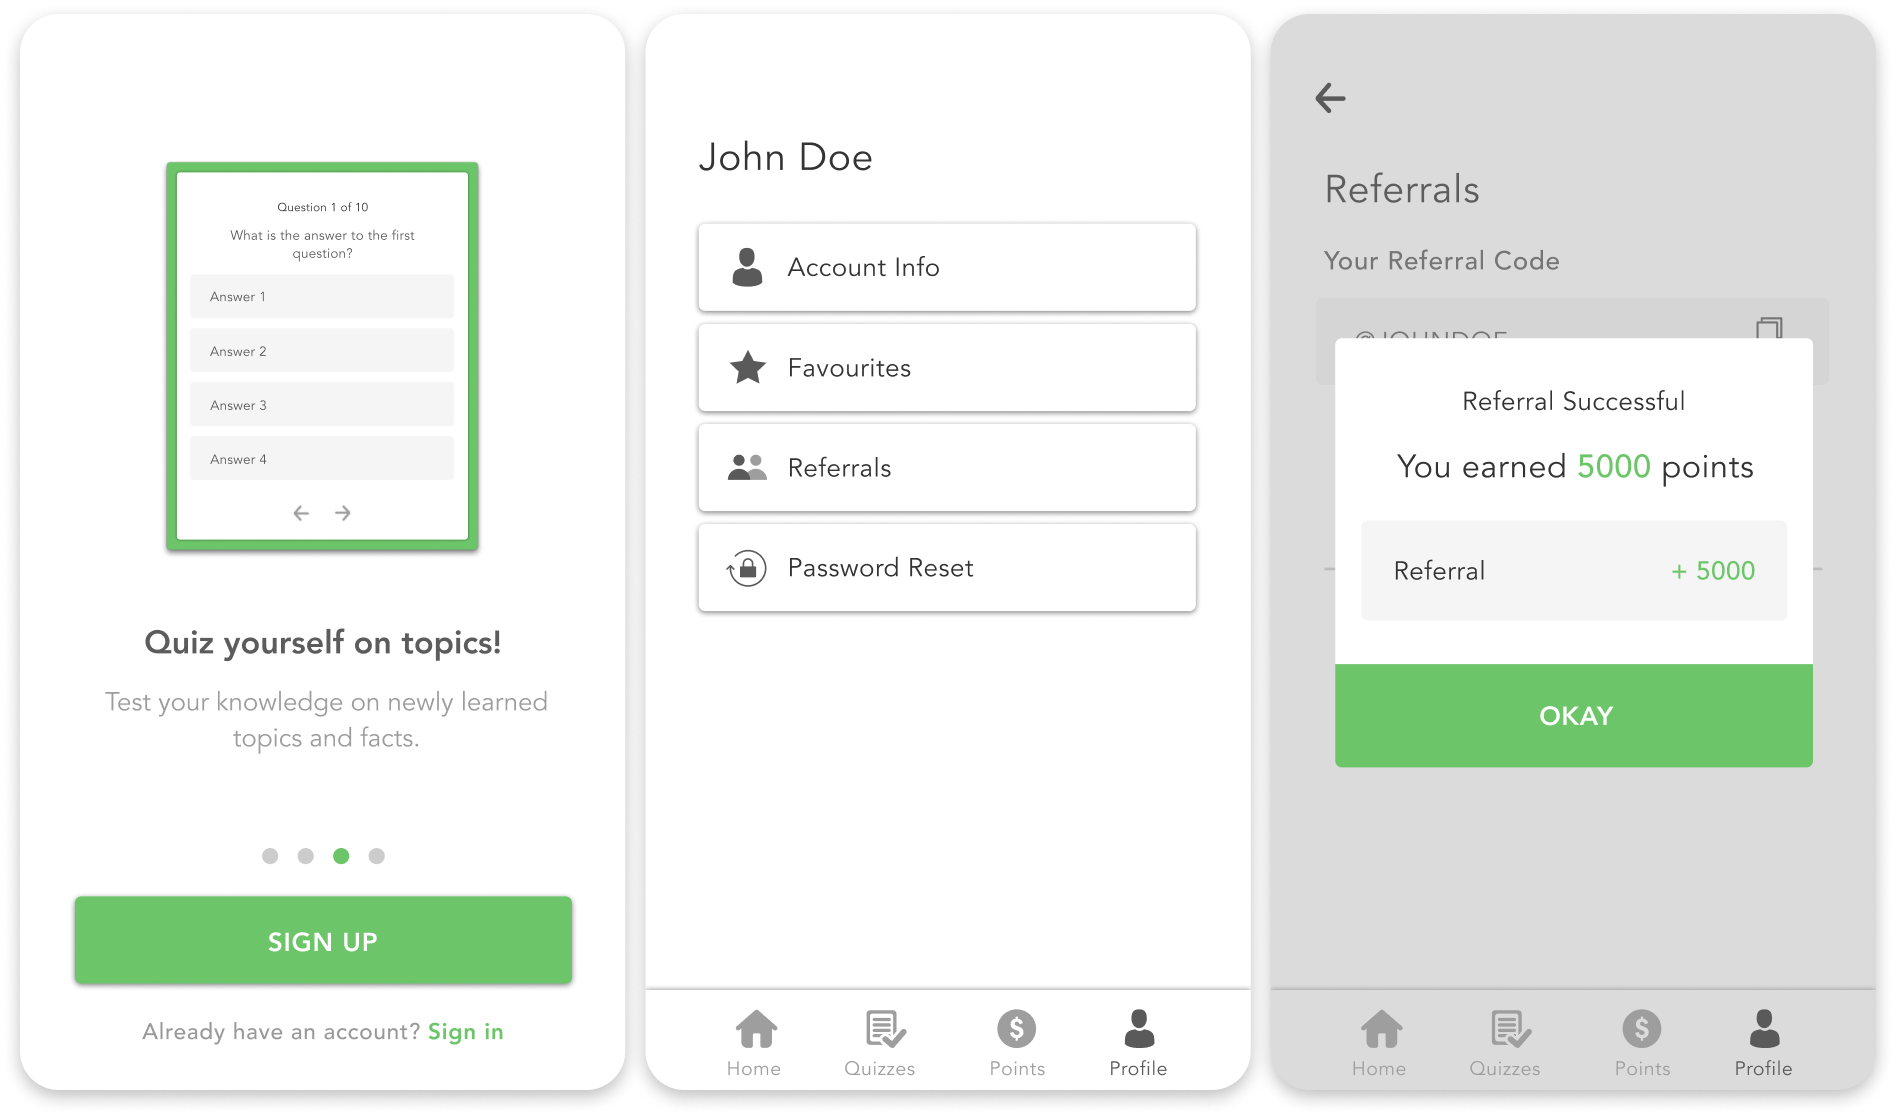 Question 1 of 10
What is the answer to the first
question?
Answer 1
Answer 2
Answer 3
Answer 4
Quiz yourself on topics!
Test your knowledge on newly learned
topics and facts.
SIGN UP
Already have an account? Sign in
John Doe
Account Info
Favourites
Referrals
Password Reset
Home
Quizzes
Points
Profile
Referrals
Your Referral Code
@JOHNDOE
Referral Successful
You earned 5000 points
Referral + 5000
OKAY
Home
Quizzes
Points
Profile